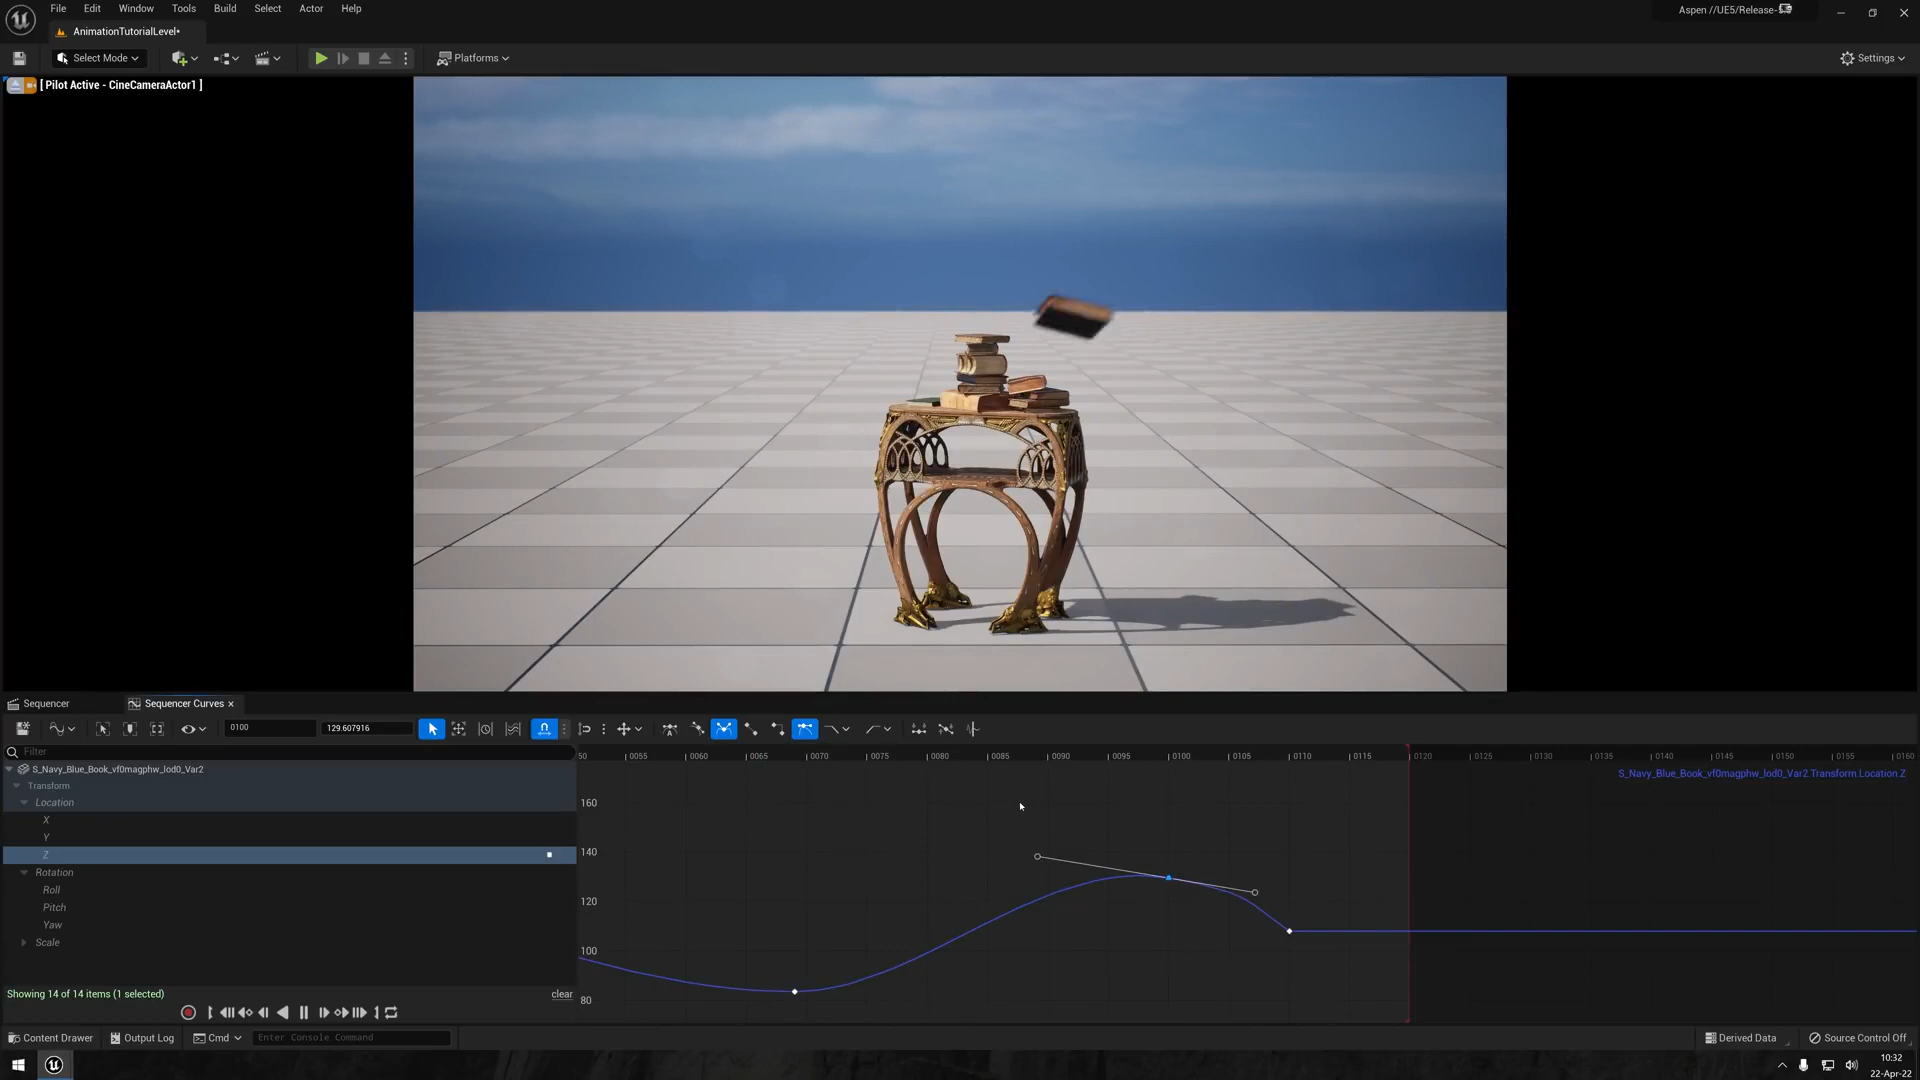 File Edit Window Tools Build Select Actor Help
Aspen //UE5/Release-
AnimationTutorialLevel•
Select Mode
Platforms
Settings
[ Pilot Active - CineCameraActor1 ]
Sequencer
Sequencer Curves
0100
129.607916
Filter
50 0055 0060 0065 0070 0075 0080 0085 0090 0095 0100 0105 0110 0115 0120 0125 0130 0135 0140 0145 0150 0155 0160
S_Navy_Blue_Book_vf0magphw_lod0_Var2
S_Navy_Blue_Book_vf0magphw_lod0_Var2.Transform.Location.Z
Transform
Location
X
Y
Z
Rotation
Roll
Pitch
Yaw
Scale
160
140
120
100
80
Showing 14 of 14 items (1 selected)
clear
Content Drawer
Output Log
Cmd
Enter Console Command
Derived Data
Source Control Off
10:32
22-Apr-22